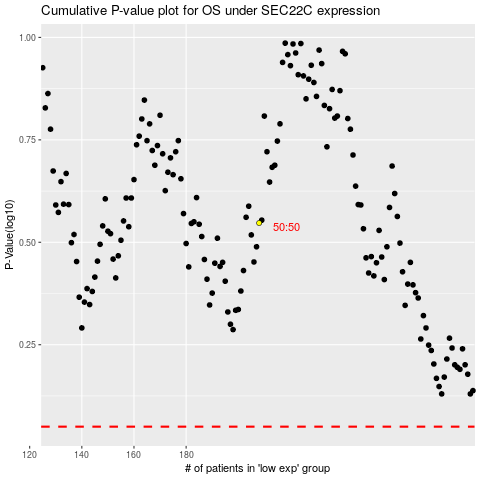 Cumulative P-value plot for OS under SEC22C expression
P-Value(log10)
1.00
0.75
0.50
0.25
50:50
120 140 160 180
# of patients in 'low exp' group